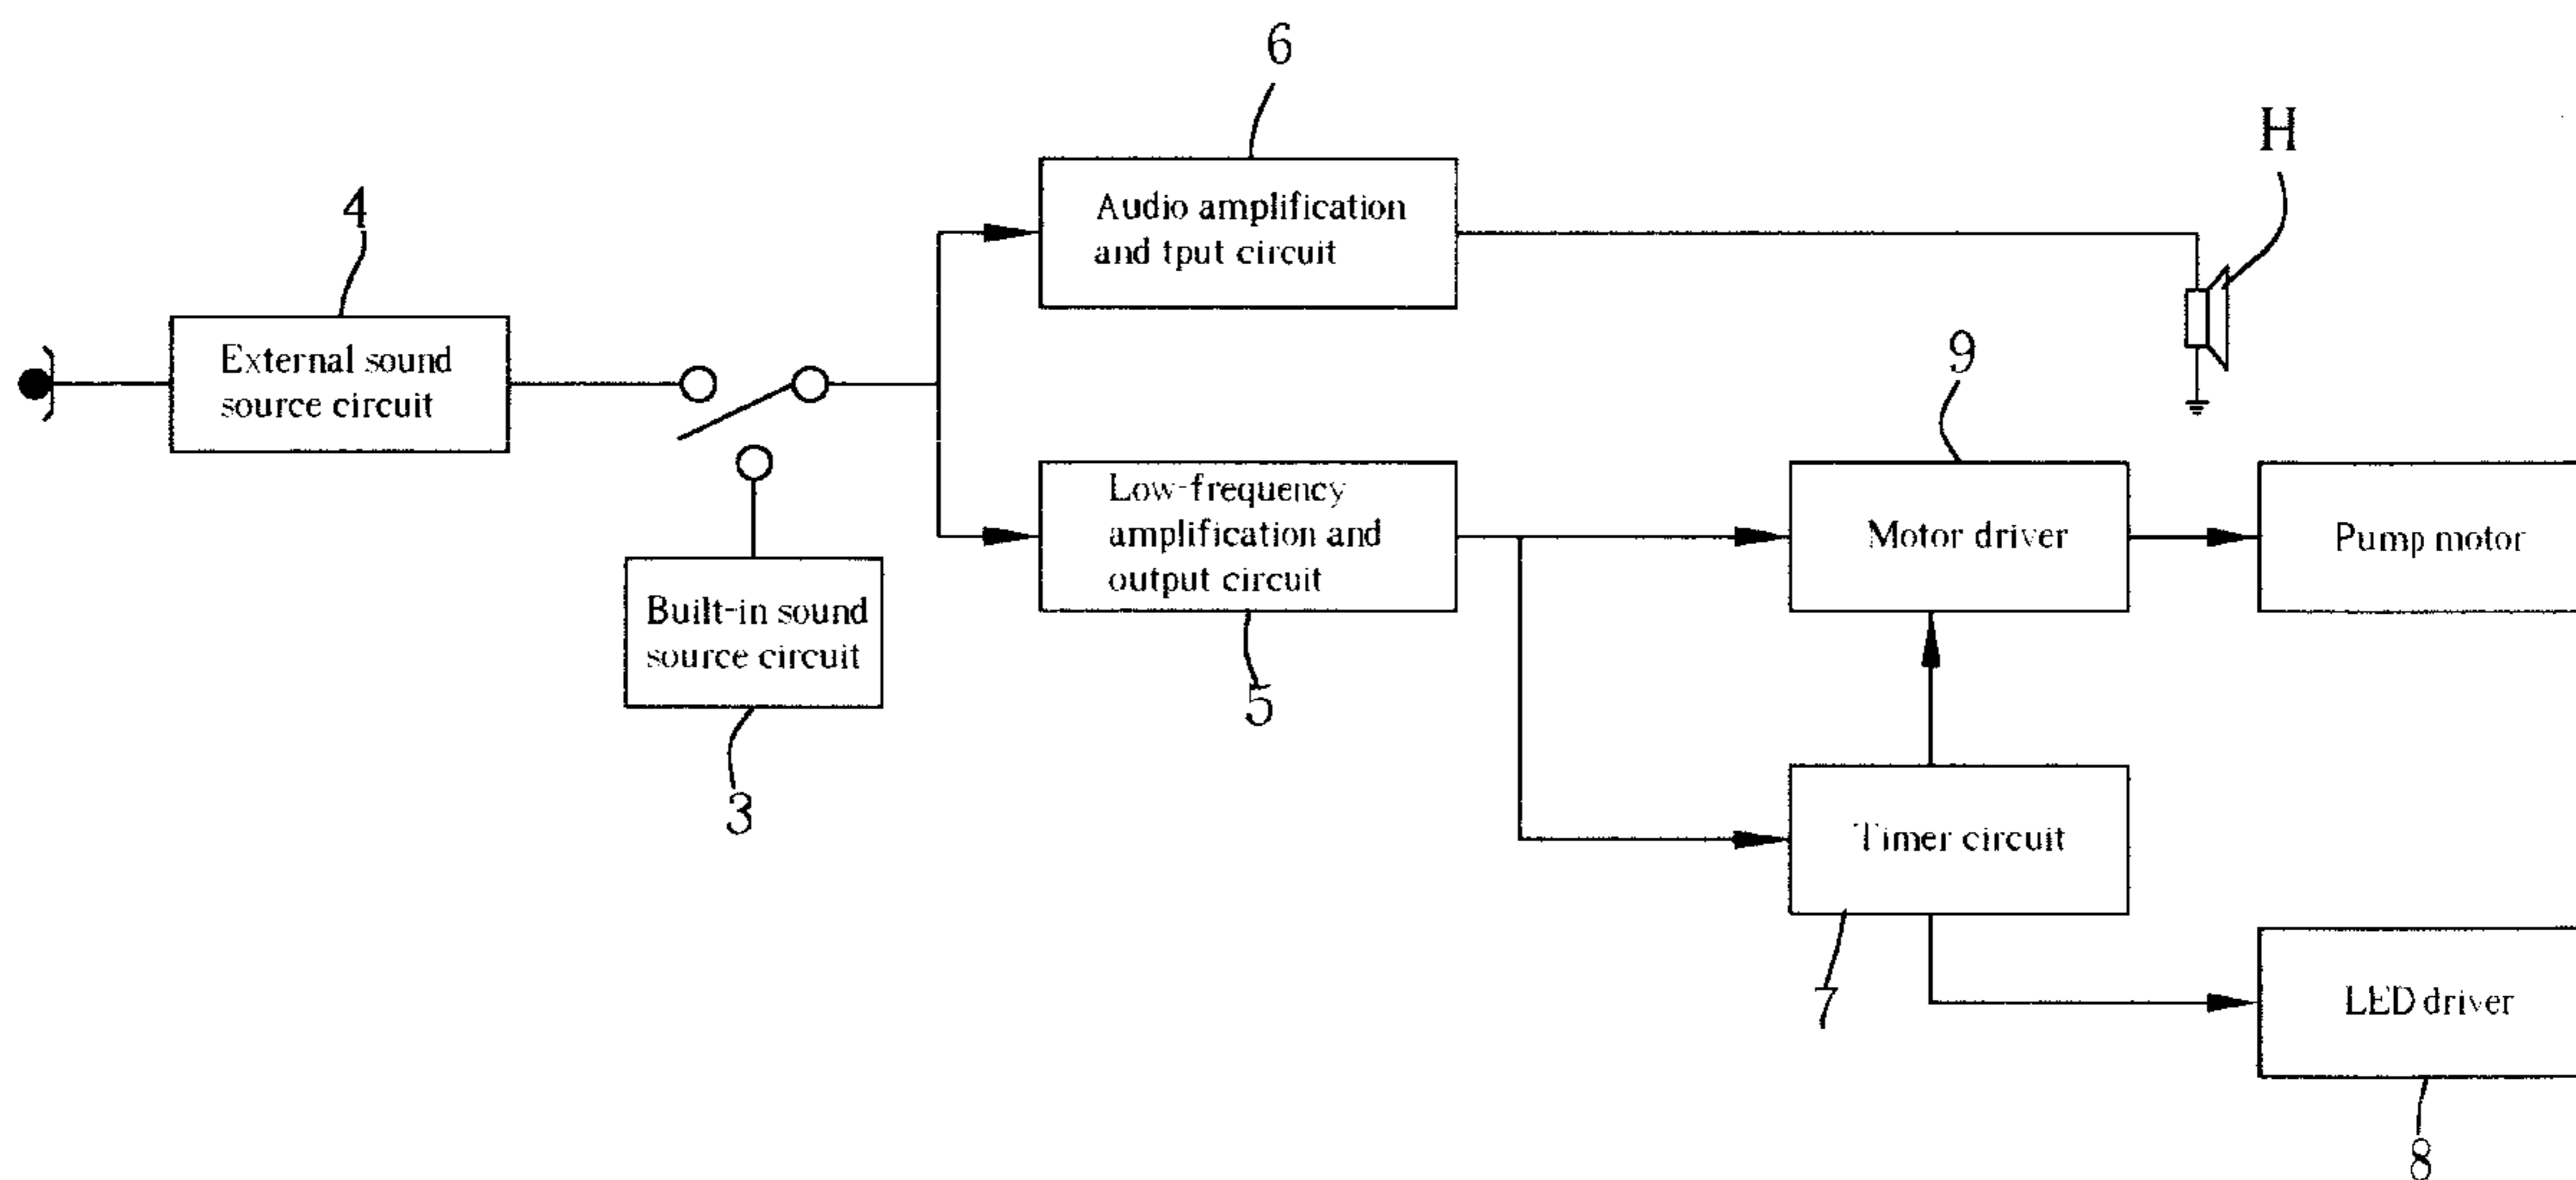 6
H
Audio amplification
and tput circuit
4
External sound
source circuit
9
Low-frequency
amplification and
output circuit
Motor driver
Pump motor
Built-in sound
source circuit
5
3
Timer circuit
7
LED driver
8